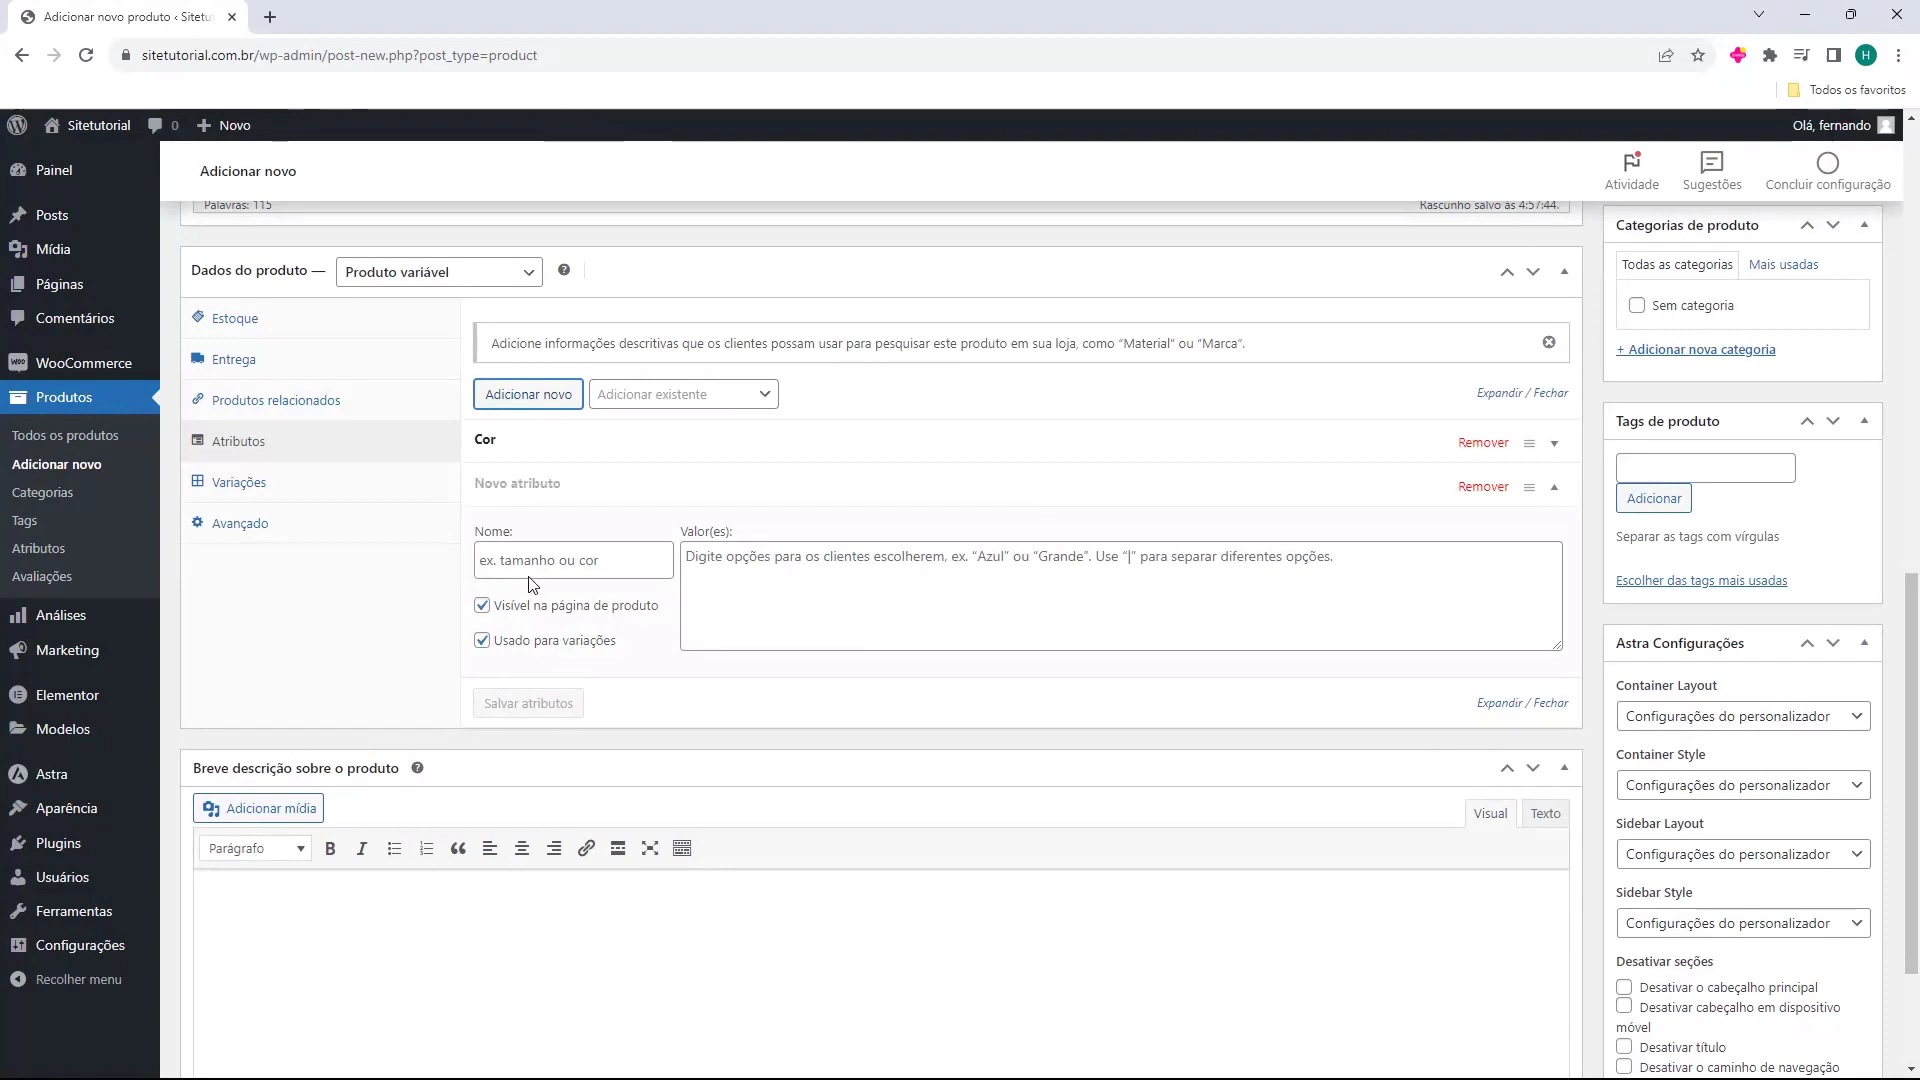 Adicionar novo produto ‹ Sitetu
sitetutorial.com.br/wp-admin/post-new.php?post_type=product
H
Todos os favoritos
Sitetutorial
0
Novo
Olá, fernando
Painel
Posts
Mídia
Páginas
Comentários
WooCommerce
Produtos
Todos os produtos
Adicionar novo
Categorias
Tags
Atributos
Avaliações
Análises
Marketing
Elementor
Modelos
Astra
Aparência
Plugins
Usuários
Ferramentas
Configurações
Recolher menu
Adicionar novo
Atividade
Sugestões
Concluir configuração
Palavras: 115
Rascunho salvo às 4:57:44.
Dados do produto —
Produto variável
Estoque
Entrega
Produtos relacionados
Atributos
Variações
Avançado
Adicione informações descritivas que os clientes possam usar para pesquisar este produto em sua loja, como “Material” ou “Marca”.
Adicionar novo
Adicionar existente
Expandir / Fechar
Cor
Remover
Novo atributo
Remover
Nome:
ex. tamanho ou cor
Visível na página de produto
Usado para variações
Valor(es):
Digite opções para os clientes escolherem, ex. “Azul” ou “Grande”. Use “|” para separar diferentes opções.
Salvar atributos
Expandir / Fechar
Breve descrição sobre o produto
Adicionar mídia
Visual
Texto
Parágrafo
B
I
Categorias de produto
Todas as categorias
Mais usadas
Sem categoria
+ Adicionar nova categoria
Tags de produto
Adicionar
Separar as tags com vírgulas
Escolher das tags mais usadas
Astra Configurações
Container Layout
Configurações do personalizador
Container Style
Configurações do personalizador
Sidebar Layout
Configurações do personalizador
Sidebar Style
Configurações do personalizador
Desativar seções
Desativar o cabeçalho principal
Desativar cabeçalho em dispositivo
móvel
Desativar título
Desativar o caminho de navegação